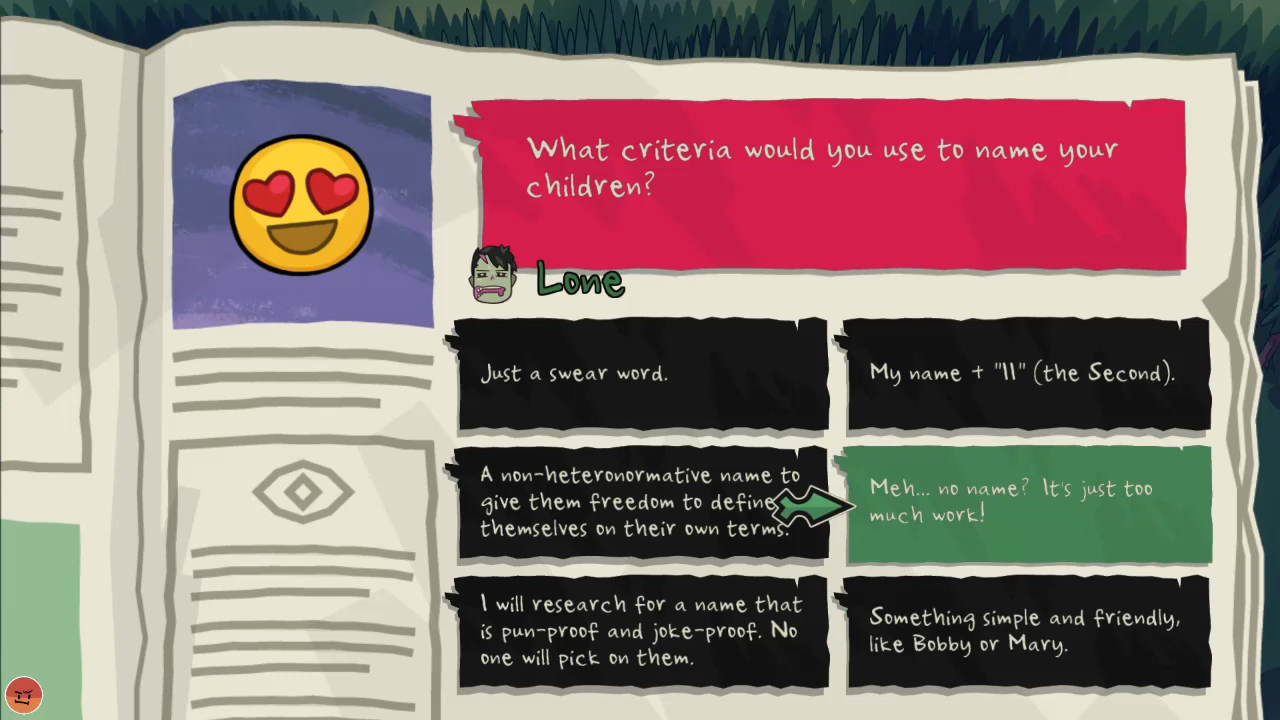 What criteria would you use to name your
children?
Lone
Just a swear word.
My name + "II" (the Second).
A non-heteronormative name to
give them freedom to define
themselves on their own terms.
Meh... no name? It's just too
much work!
I will research for a name that
is pun-proof and joke-proof. No
one will pick on them.
Something simple and friendly,
like Bobby or Mary.